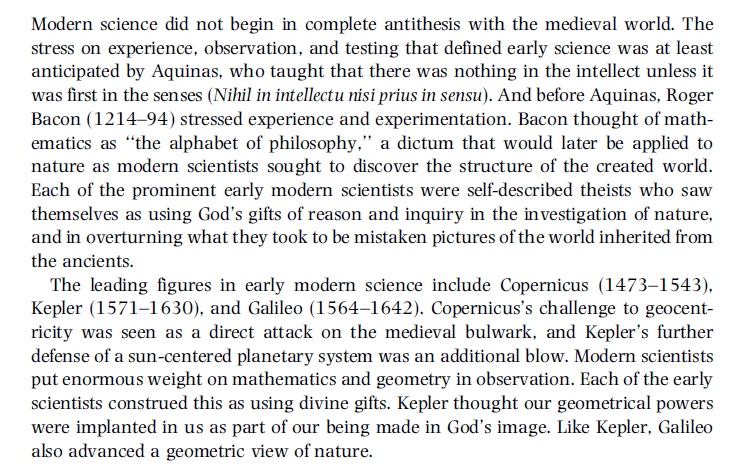 Modern science did not begin in complete antithesis with the medieval world. The
stress on experience, observation, and testing that defined early science was at least
anticipated by Aquinas, who taught that there was nothing in the intellect unless it
was first in the senses (Nihil in intellectu nisi prius in sensu). And before Aquinas, Roger
Bacon (1214–94) stressed experience and experimentation. Bacon thought of math-
ematics as “the alphabet of philosophy,” a dictum that would later be applied to
nature as modern scientists sought to discover the structure of the created world.
Each of the prominent early modern scientists were self-described theists who saw
themselves as using God’s gifts of reason and inquiry in the investigation of nature,
and in overturning what they took to be mistaken pictures of the world inherited from
the ancients.
The leading figures in early modern science include Copernicus (1473–1543),
Kepler (1571–1630), and Galileo (1564–1642). Copernicus’s challenge to geocent-
ricity was seen as a direct attack on the medieval bulwark, and Kepler’s further
defense of a sun-centered planetary system was an additional blow. Modern scientists
put enormous weight on mathematics and geometry in observation. Each of the early
scientists construed this as using divine gifts. Kepler thought our geometrical powers
were implanted in us as part of our being made in God’s image. Like Kepler, Galileo
also advanced a geometric view of nature.